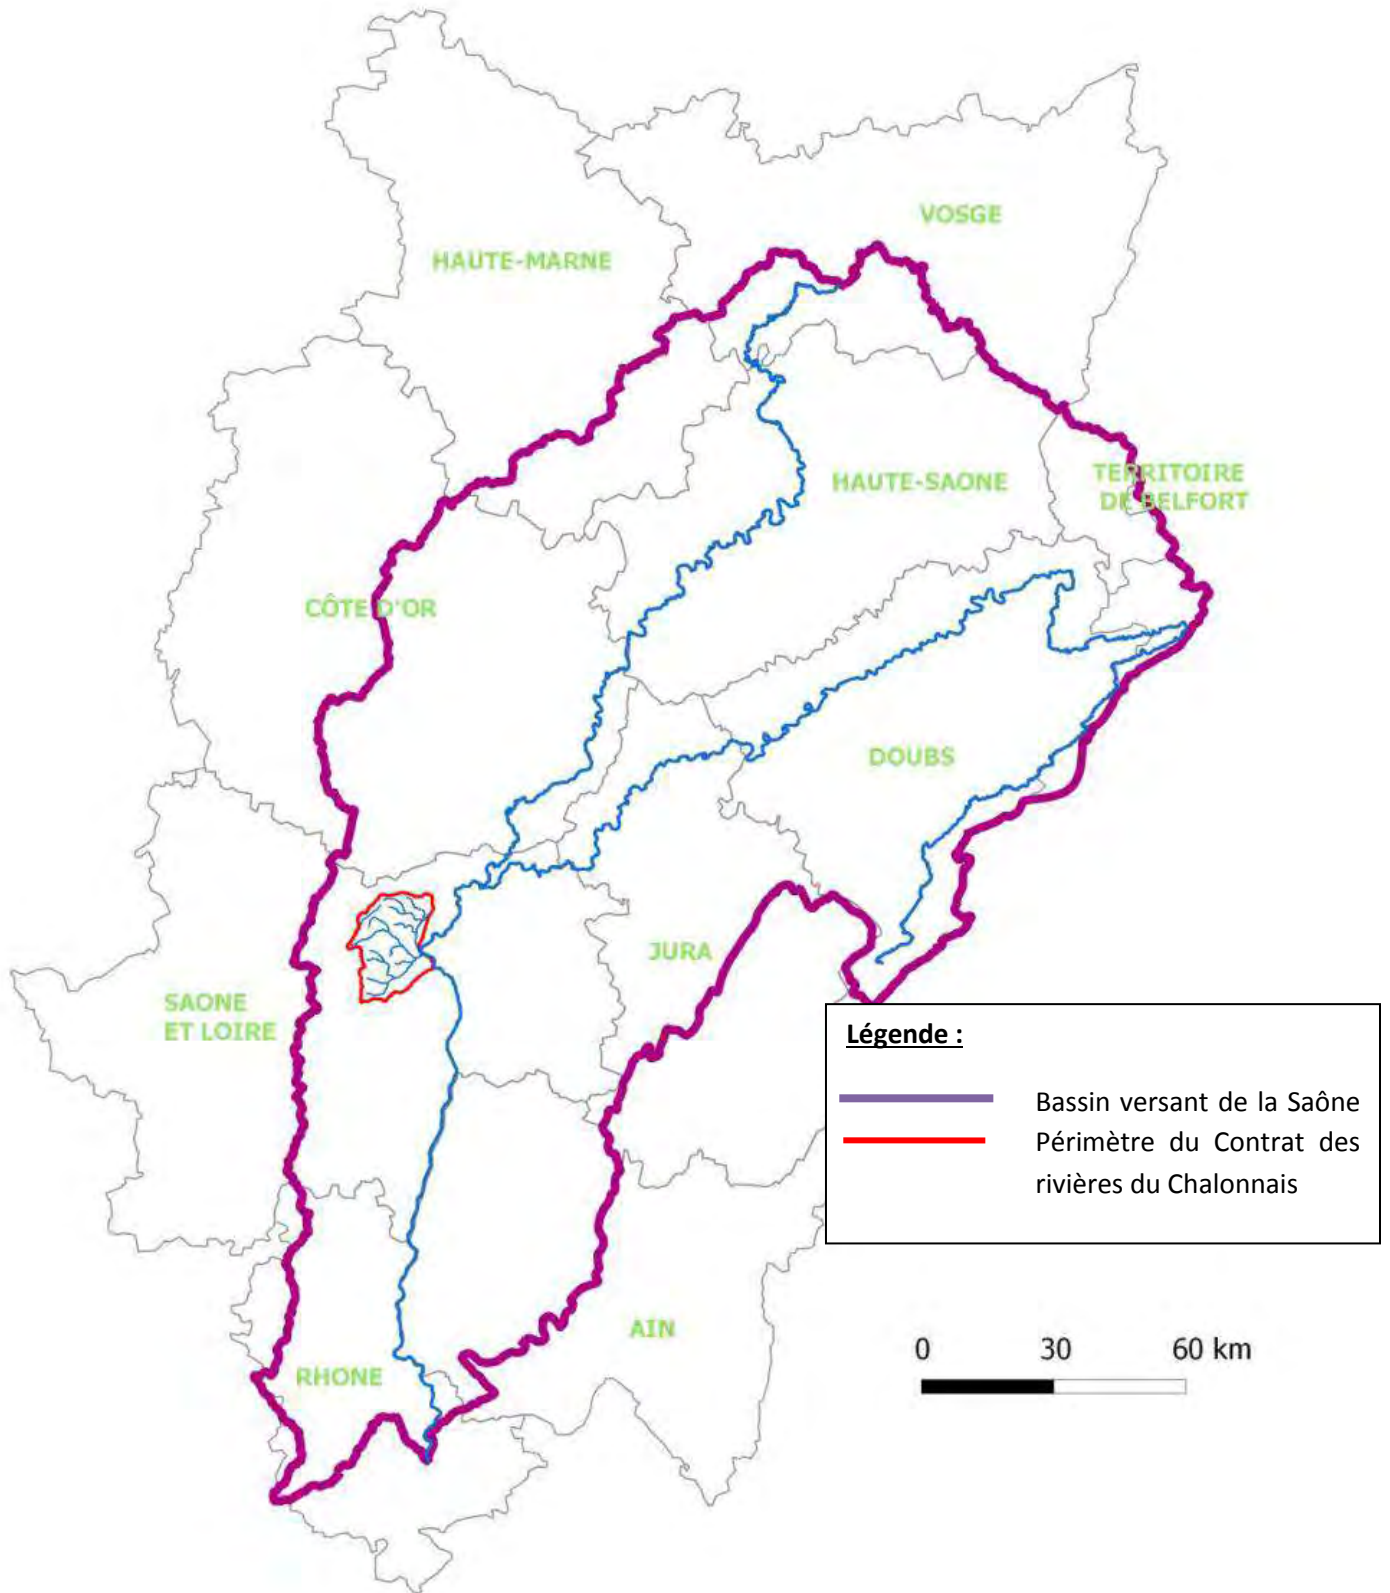 VOSGE
HAUTE-MARNE
HAUTE-SAONE
TERRITOIRE
DE BELFORT
CÔTE D'OR
DOUBS
JURA
SAONE
ET LOIRE
Légende :
Bassin versant de la Saône
Périmètre du Contrat des
rivières du Chalonnais
AIN
RHONE
0 30 60 km